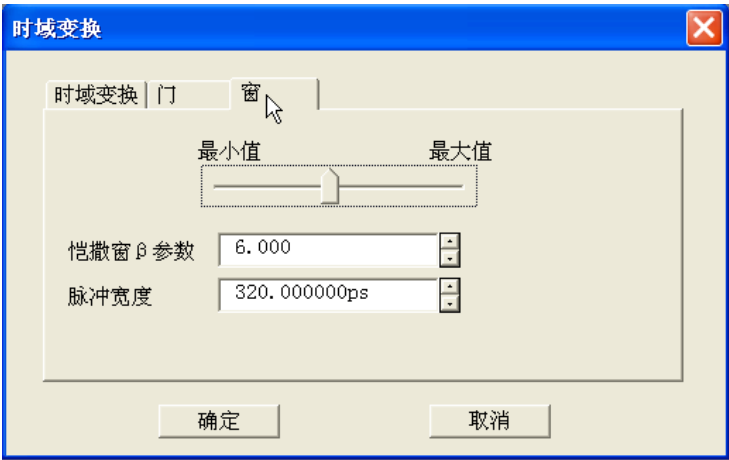 时域变换
时域变换 门 窗
最小值 最大值
恺撒窗β参数 6.000
脉冲宽度 320.000000ps
确定 取消